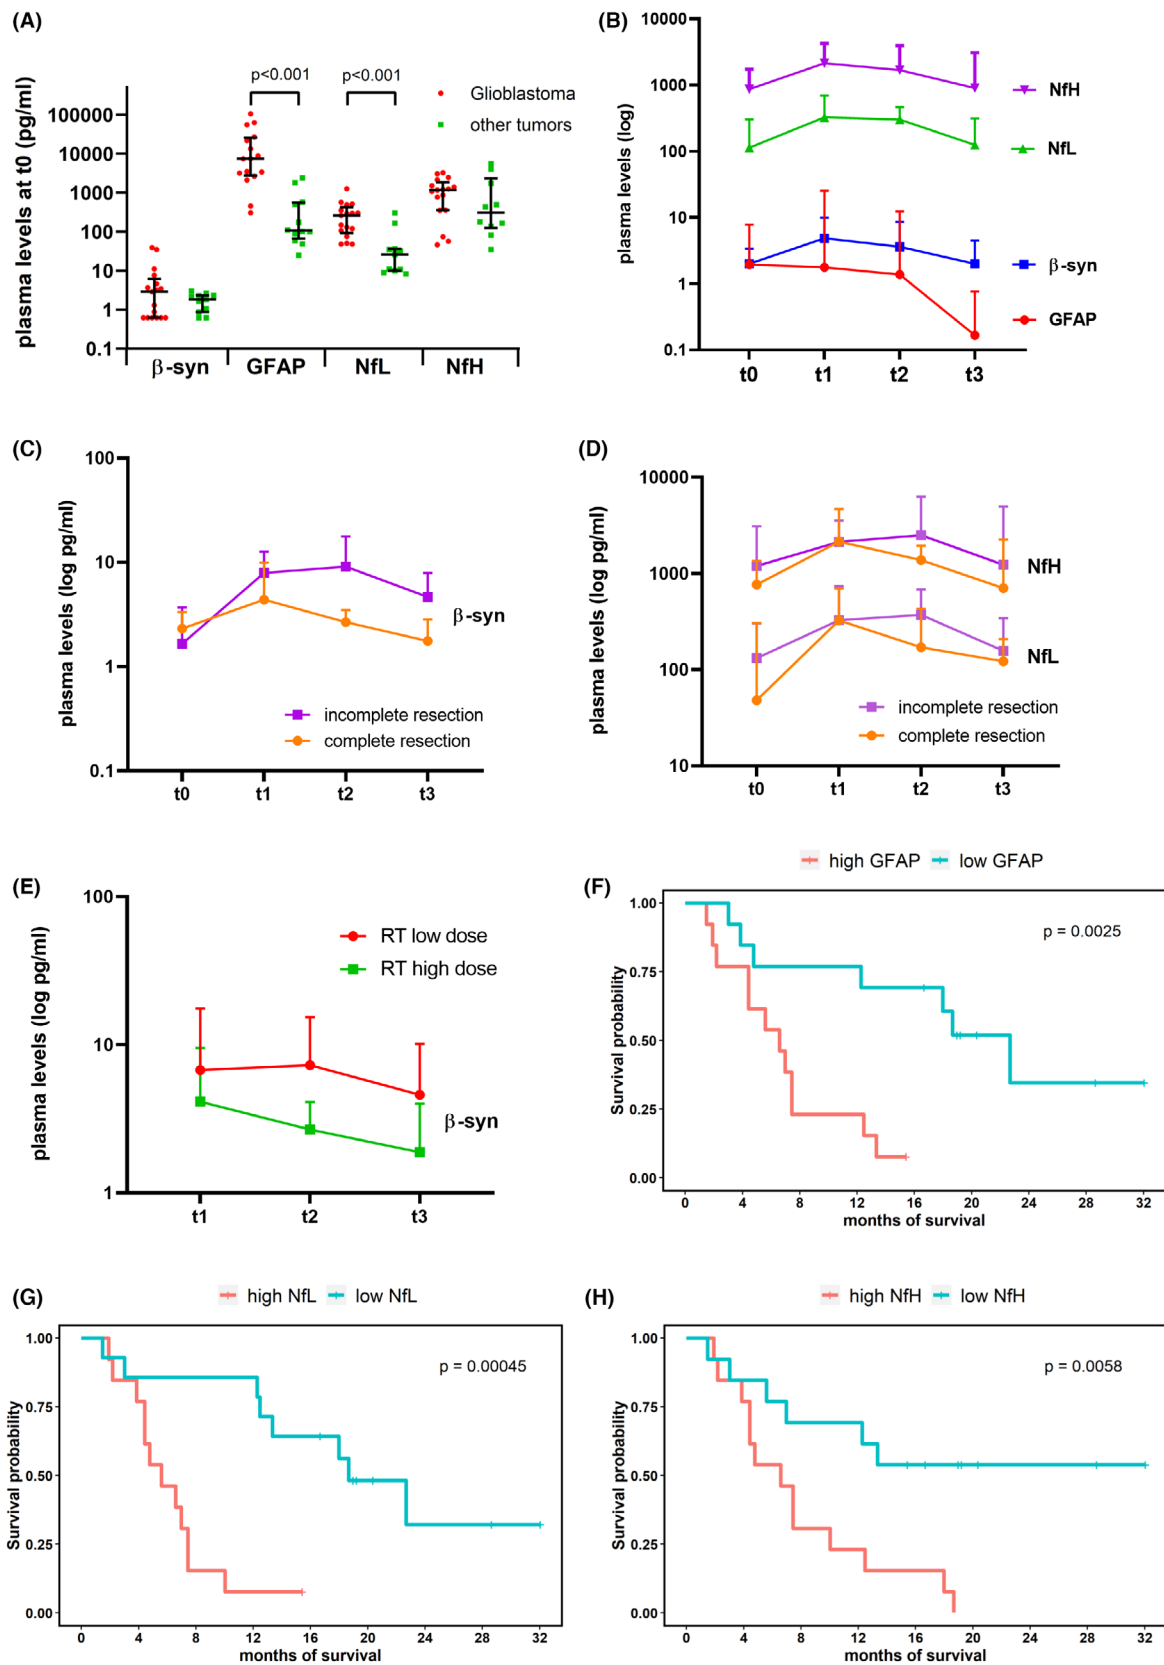 (A)
plasma levels at t0 (pg/ml)
100000
10000
1000
100
10
1
0.1
p<0.001
p<0.001
Glioblastoma
other tumors
β-syn
GFAP
NfL
NfH
(B)
plasma levels (log)
10000
1000
100
10
1
0.1
NfH
NfL
β-syn
GFAP
t0
t1
t2
t3
(C)
plasma levels (log pg/ml)
100
10
1
0.1
β-syn
incomplete resection
complete resection
t0
t1
t2
t3
(D)
plasma levels (log pg/ml)
10000
1000
100
10
NfH
NfL
incomplete resection
complete resection
t0
t1
t2
t3
(E)
plasma levels (log pg/ml)
100
10
1
RT low dose
RT high dose
β-syn
t1
t2
t3
(F)
high GFAP low GFAP
Survival probability
1.00
0.75
0.50
0.25
0.00
p = 0.0025
0 4 8 12 16 20 24 28 32
months of survival
(G)
high NfL low NfL
Survival probability
1.00
0.75
0.50
0.25
0.00
p = 0.00045
0 4 8 12 16 20 24 28 32
months of survival
(H)
high NfH low NfH
Survival probability
1.00
0.75
0.50
0.25
0.00
p = 0.0058
0 4 8 12 16 20 24 28 32
months of survival